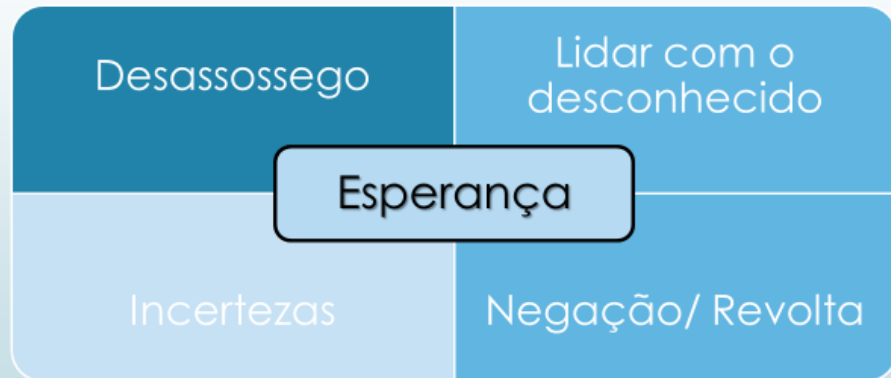 Desassossego
Lidar com o
desconhecido
Esperança
Incertezas
Negação/ Revolta